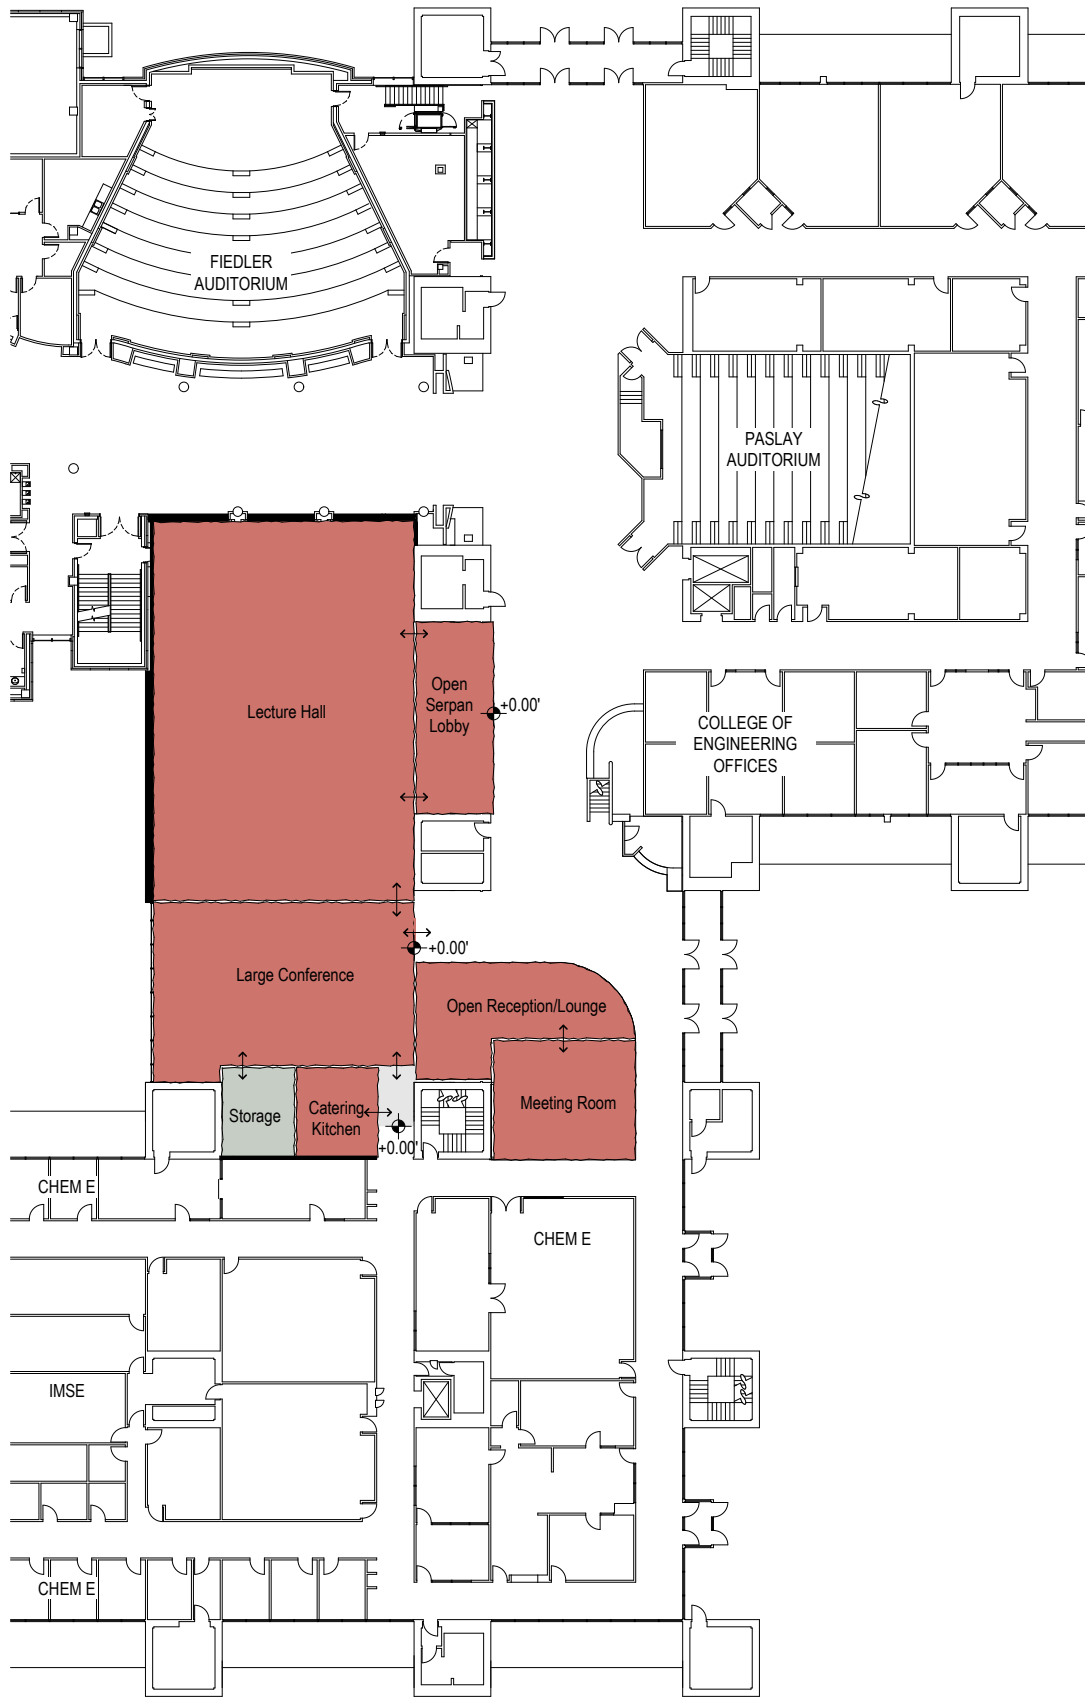 FIEDLER
AUDITORIUM
PASLAY
AUDITORIUM
Lecture Hall
Open
Serpan
Lobby
+0.00'
COLLEGE OF
ENGINEERING
OFFICES
+0.00'
Large Conference
Open Reception/Lounge
Storage
Catering
Kitchen
Meeting Room
+0.00'
CHEM E
CHEM E
IMSE
CHEM E